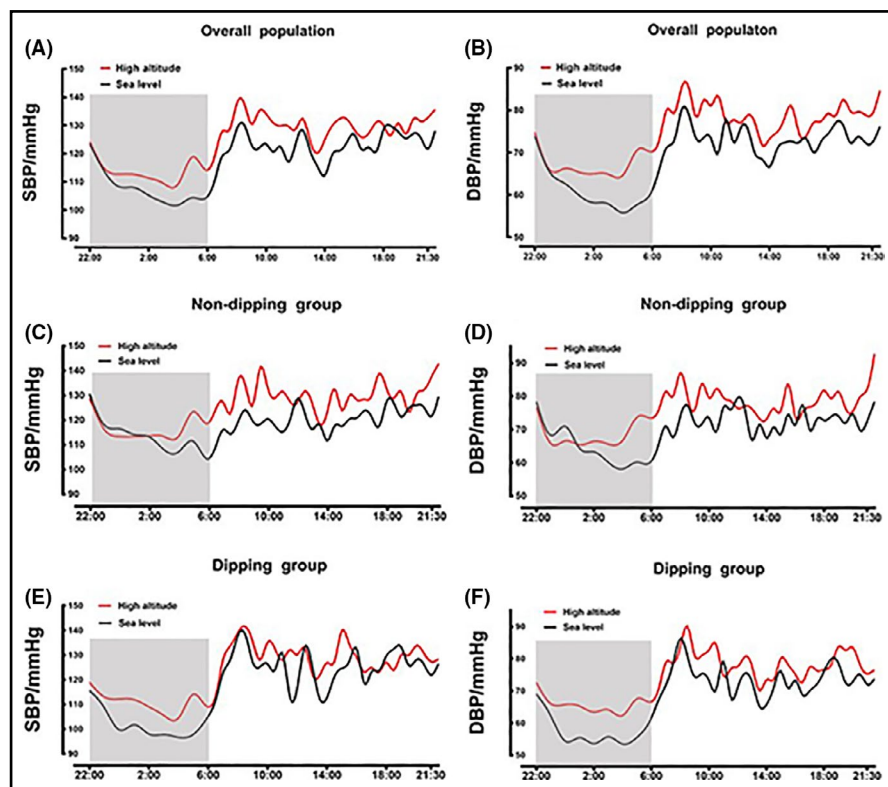 (A)
Overall population
High altitude
Sea level
SBP/mmHg
150
140
130
120
110
100
90
22:00 2:00 6:00 10:00 14:00 18:00 21:30
(B)
Overall populaton
High altitude
Sea level
DBP/mmHg
90
80
70
60
50
22:00 2:00 6:00 10:00 14:00 18:00 21:30
(C)
Non-dipping group
High altitude
Sea level
SBP/mmHg
150
140
130
120
110
100
90
22:00 2:00 6:00 10:00 14:00 18:00 21:30
(D)
Non-dipping group
High altitude
Sea level
DBP/mmHg
90
80
70
60
50
22:00 2:00 6:00 10:00 14:00 18:00 21:30
(E)
Dipping group
High altitude
Sea level
SBP/mmHg
150
140
130
120
110
100
90
22:00 2:00 6:00 10:00 14:00 18:00 21:30
(F)
Dipping group
High altitude
Sea level
DBP/mmHg
90
80
70
60
50
22:00 2:00 6:00 10:00 14:00 18:00 21:30